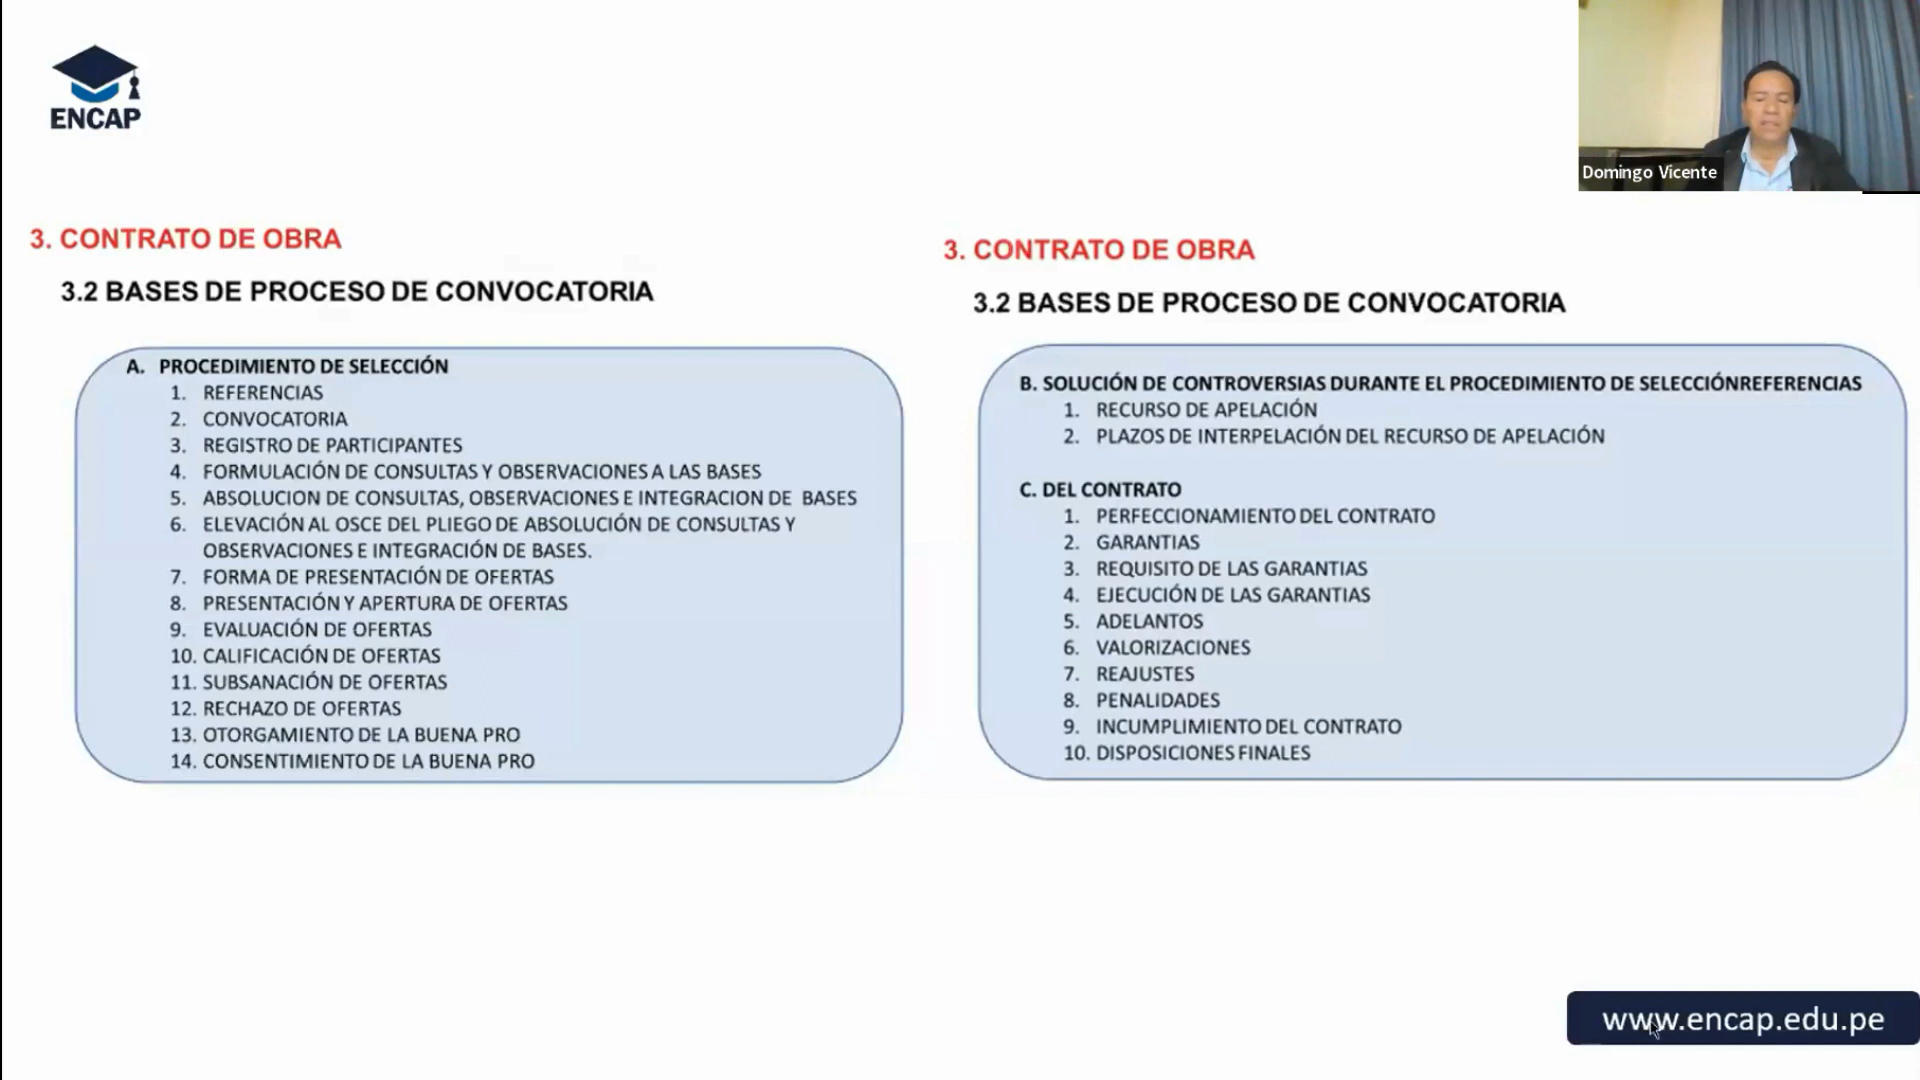 ENCAP
Domingo Vicente
3. CONTRATO DE OBRA
3.2 BASES DE PROCESO DE CONVOCATORIA
A. PROCEDIMIENTO DE SELECCIÓN
1. REFERENCIAS
2. CONVOCATORIA
3. REGISTRO DE PARTICIPANTES
4. FORMULACIÓN DE CONSULTAS Y OBSERVACIONES A LAS BASES
5. ABSOLUCION DE CONSULTAS, OBSERVACIONES E INTEGRACION DE BASES
6. ELEVACIÓN AL OSCE DEL PLIEGO DE ABSOLUCIÓN DE CONSULTAS Y
OBSERVACIONES E INTEGRACIÓN DE BASES.
7. FORMA DE PRESENTACIÓN DE OFERTAS
8. PRESENTACIÓN Y APERTURA DE OFERTAS
9. EVALUACIÓN DE OFERTAS
10. CALIFICACIÓN DE OFERTAS
11. SUBSANACIÓN DE OFERTAS
12. RECHAZO DE OFERTAS
13. OTORGAMIENTO DE LA BUENA PRO
14. CONSENTIMIENTO DE LA BUENA PRO
3. CONTRATO DE OBRA
3.2 BASES DE PROCESO DE CONVOCATORIA
B. SOLUCIÓN DE CONTROVERSIAS DURANTE EL PROCEDIMIENTO DE SELECCIÓNREFERENCIAS
1. RECURSO DE APELACIÓN
2. PLAZOS DE INTERPELACIÓN DEL RECURSO DE APELACIÓN
C. DEL CONTRATO
1. PERFECCIONAMIENTO DEL CONTRATO
2. GARANTIAS
3. REQUISITO DE LAS GARANTIAS
4. EJECUCIÓN DE LAS GARANTIAS
5. ADELANTOS
6. VALORIZACIONES
7. REAJUSTES
8. PENALIDADES
9. INCUMPLIMIENTO DEL CONTRATO
10. DISPOSICIONES FINALES
www.encap.edu.pe